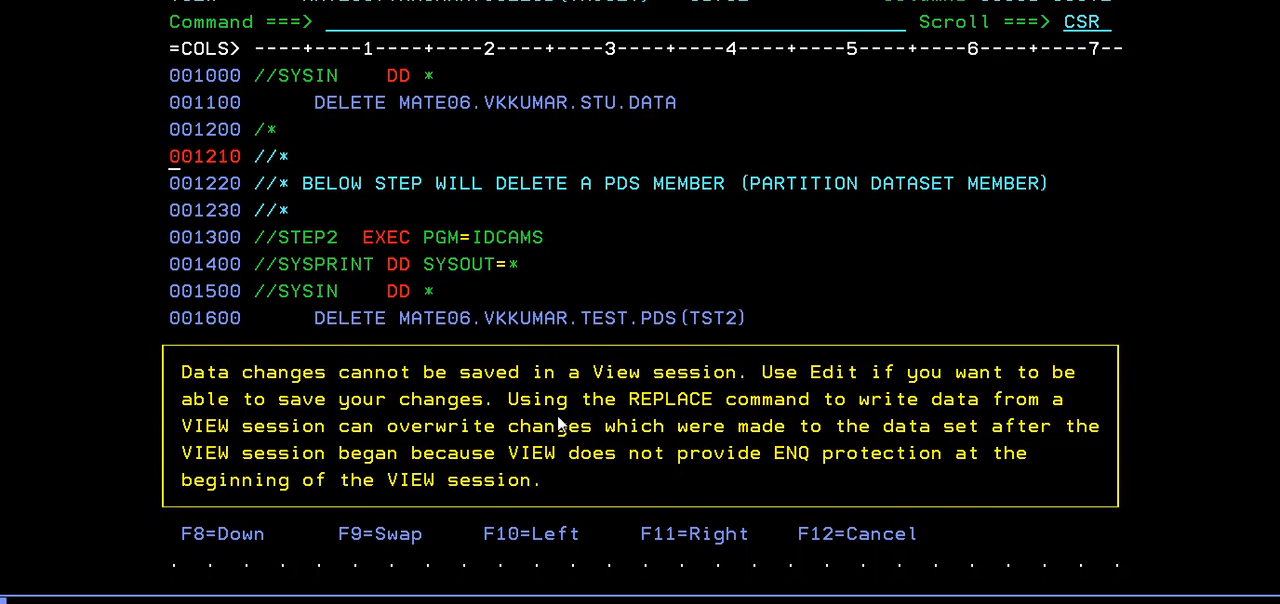 Command ===> Scroll ===> CSR
=COLS> ----+----1----+----2----+----3----+----4----+----5----+----6----+----7--
001000 //SYSIN    DD *
001100      DELETE MATE06.VKKUMAR.STU.DATA
001200 /*
001210 //*
001220 //* BELOW STEP WILL DELETE A PDS MEMBER (PARTITION DATASET MEMBER)
001230 //*
001300 //STEP2  EXEC PGM=IDCAMS
001400 //SYSPRINT DD SYSOUT=*
001500 //SYSIN    DD *
001600      DELETE MATE06.VKKUMAR.TEST.PDS(TST2)
Data changes cannot be saved in a View session. Use Edit if you want to be
able to save your changes. Using the REPLACE command to write data from a
VIEW session can overwrite changes which were made to the data set after the
VIEW session began because VIEW does not provide ENQ protection at the
beginning of the VIEW session.
F8=Down F9=Swap F10=Left F11=Right F12=Cancel